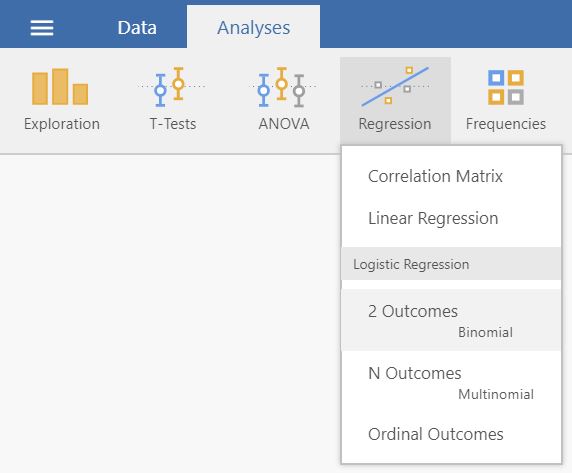 Data Analyses
Exploration T-Tests ANOVA Regression Frequencies
Correlation Matrix
Linear Regression
Logistic Regression
2 Outcomes
Binomial
N Outcomes
Multinomial
Ordinal Outcomes